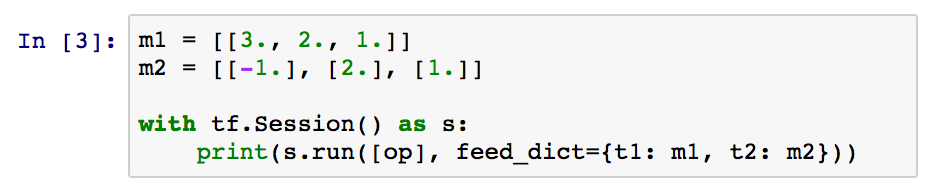 In [3]: m1 = [[3., 2., 1.]]
m2 = [[-1.], [2.], [1.]]
with tf.Session() as s:
print(s.run([op], feed_dict={t1: m1, t2: m2}))